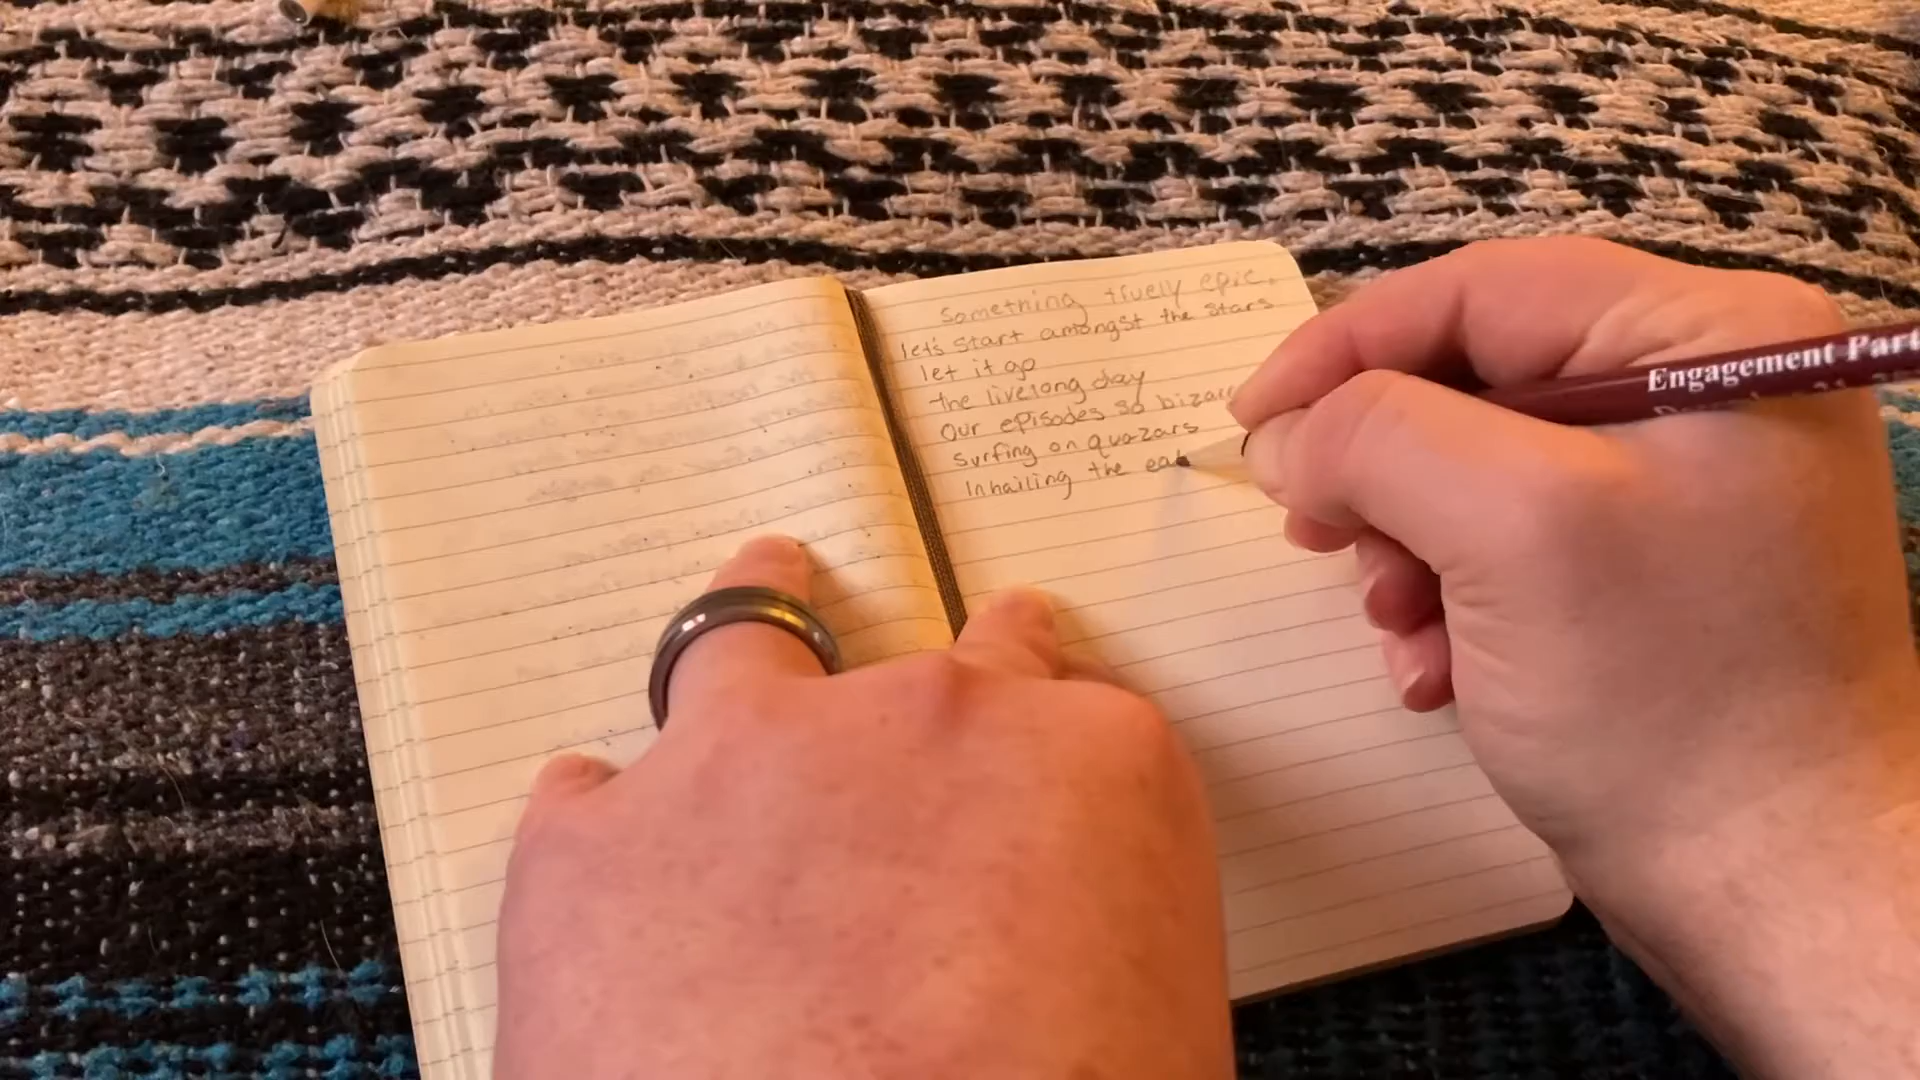 something truely epic.
let's start amongst the stars
let it go
the livelong day
Our episodes so
surfing on quazars
Inhailing the
Engagement Part